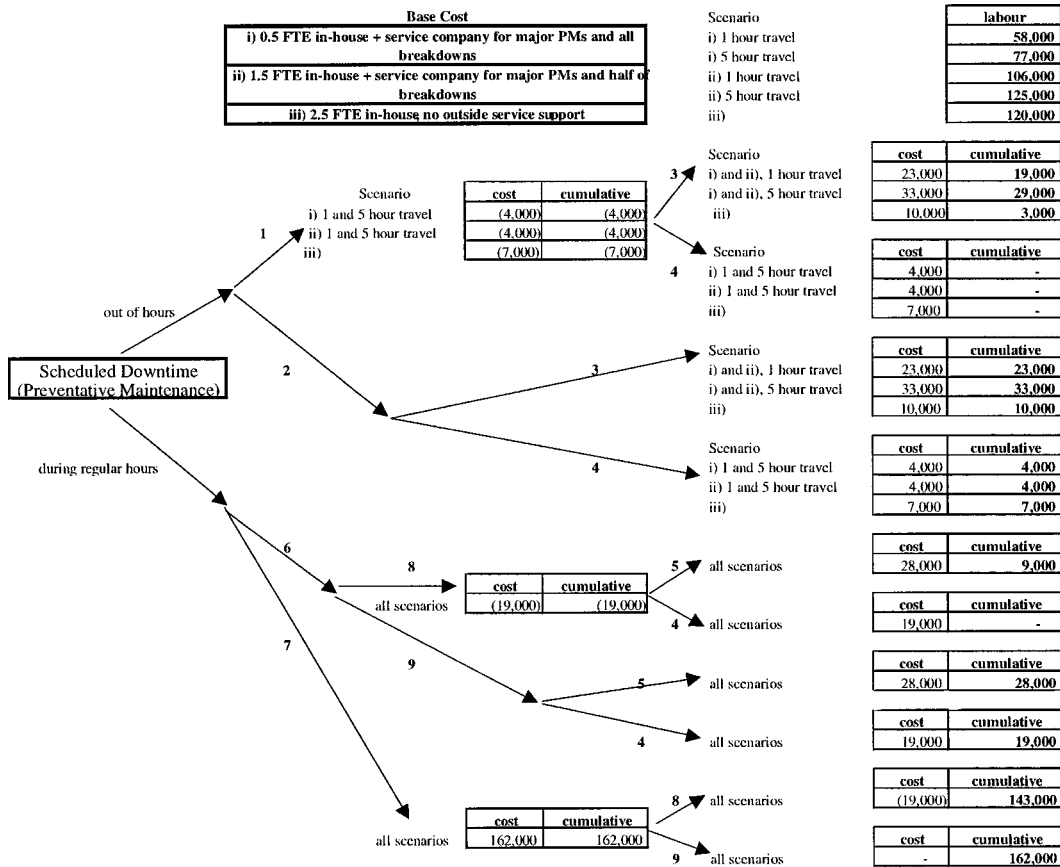 Base Cost
i) 0.5 FTE in-house + service company for major PMs and all
breakdowns
ii) 1.5 FTE in-house + service company for major PMs and half of
breakdowns
iii) 2.5 FTE in-house, no outside service support
Scenario
i) 1 hour travel
i) 5 hour travel
ii) 1 hour travel
ii) 5 hour travel
iii)
labour
58,000
77,000
106,000
125,000
120,000
Scenario
i) 1 and 5 hour travel
ii) 1 and 5 hour travel
iii)
cost cumulative
(4,000) (4,000)
(4,000) (4,000)
(7,000) (7,000)
1
3
Scenario
i) and ii), 1 hour travel
i) and ii), 5 hour travel
iii)
cost cumulative
23,000 19,000
33,000 29,000
10,000 3,000
4
Scenario
i) 1 and 5 hour travel
ii) 1 and 5 hour travel
iii)
cost cumulative
4,000 -
4,000 -
7,000 -
out of hours
Scheduled Downtime
(Preventative Maintenance)
2
3
Scenario
i) and ii), 1 hour travel
i) and ii), 5 hour travel
iii)
cost cumulative
23,000 23,000
33,000 33,000
10,000 10,000
4
Scenario
i) 1 and 5 hour travel
ii) 1 and 5 hour travel
iii)
cost cumulative
4,000 4,000
4,000 4,000
7,000 7,000
during regular hours
6
8
all scenarios
cost cumulative
(19,000) (19,000)
5 all scenarios
cost cumulative
28,000 9,000
4 all scenarios
cost cumulative
19,000 -
7
9
5 all scenarios
cost cumulative
28,000 28,000
4 all scenarios
cost cumulative
19,000 19,000
all scenarios
cost cumulative
162,000 162,000
8 all scenarios
cost cumulative
(19,000) 143,000
9 all scenarios
cost cumulative
- 162,000